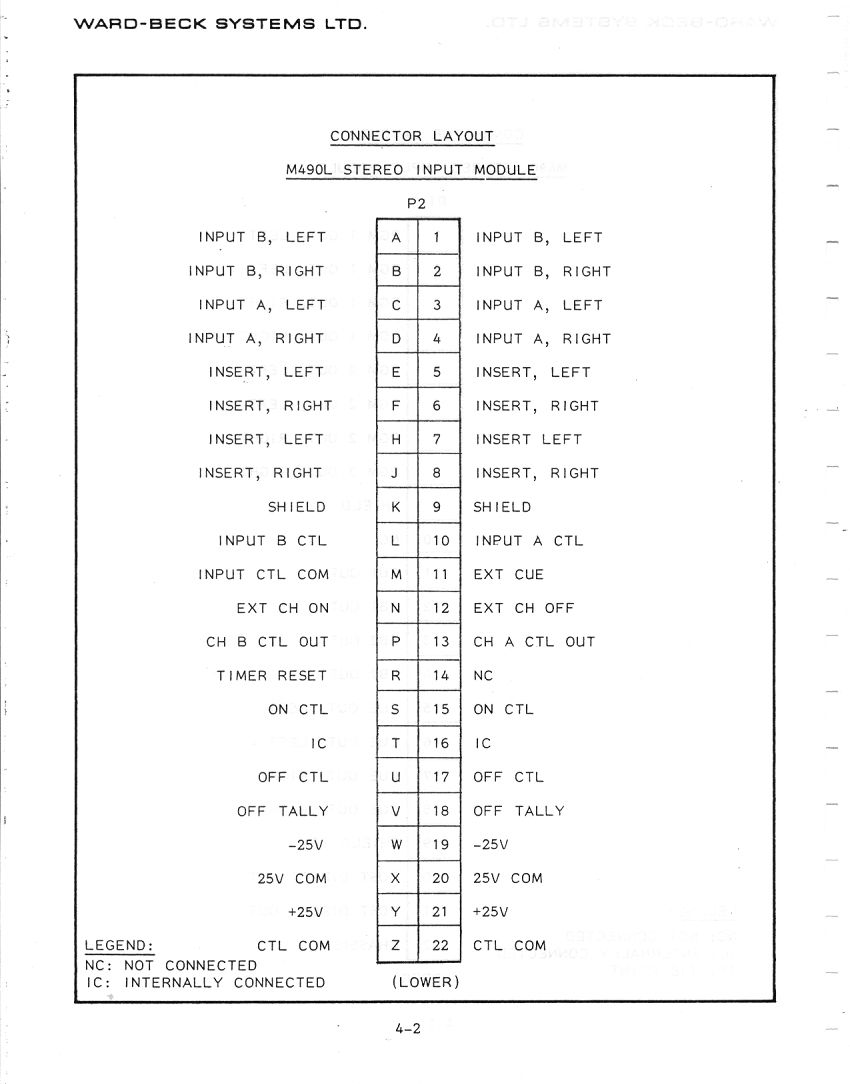 WARD-BECK SYSTEMS LTD.
CONNECTOR LAYOUT
M490L STEREO INPUT MODULE
P2
INPUT B, LEFT A 1 INPUT B, LEFT
INPUT B, RIGHT B 2 INPUT B, RIGHT
INPUT A, LEFT C 3 INPUT A, LEFT
INPUT A, RIGHT D 4 INPUT A, RIGHT
INSERT, LEFT E 5 INSERT, LEFT
INSERT, RIGHT F 6 INSERT, RIGHT
INSERT, LEFT H 7 INSERT LEFT
INSERT, RIGHT J 8 INSERT, RIGHT
SHIELD K 9 SHIELD
INPUT B CTL L 10 INPUT A CTL
INPUT CTL COM M 11 EXT CUE
EXT CH ON N 12 EXT CH OFF
CH B CTL OUT P 13 CH A CTL OUT
TIMER RESET R 14 NC
ON CTL S 15 ON CTL
IC T 16 IC
OFF CTL U 17 OFF CTL
OFF TALLY V 18 OFF TALLY
-25V W 19 -25V
25V COM X 20 25V COM
+25V Y 21 +25V
LEGEND: CTL COM Z 22 CTL COM
NC: NOT CONNECTED
IC: INTERNALLY CONNECTED (LOWER)
4-2